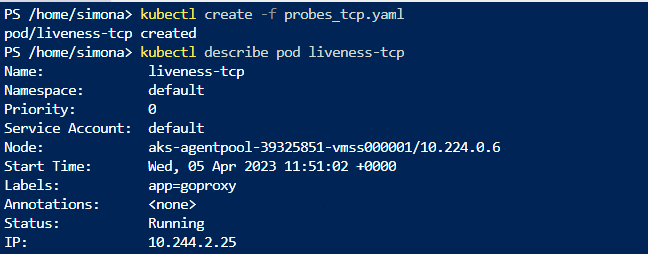 PS /home/simona> kubectl create -f probes_tcp.yaml
pod/liveness-tcp created
PS /home/simona> kubectl describe pod liveness-tcp
Name:             liveness-tcp
Namespace:        default
Priority:         0
Service Account:  default
Node:             aks-agentpool-39325851-vmss000001/10.224.0.6
Start Time:       Wed, 05 Apr 2023 11:51:02 +0000
Labels:           app=goproxy
Annotations:      <none>
Status:           Running
IP:               10.244.2.25